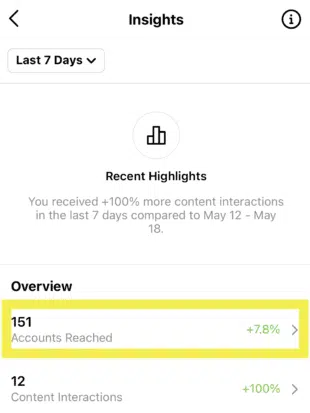 Insights
Last 7 Days
Recent Highlights
You received +100% more content interactions
in the last 7 days compared to May 12 - May
18.
Overview
151
Accounts Reached
+7.8%
12
Content Interactions
+100%